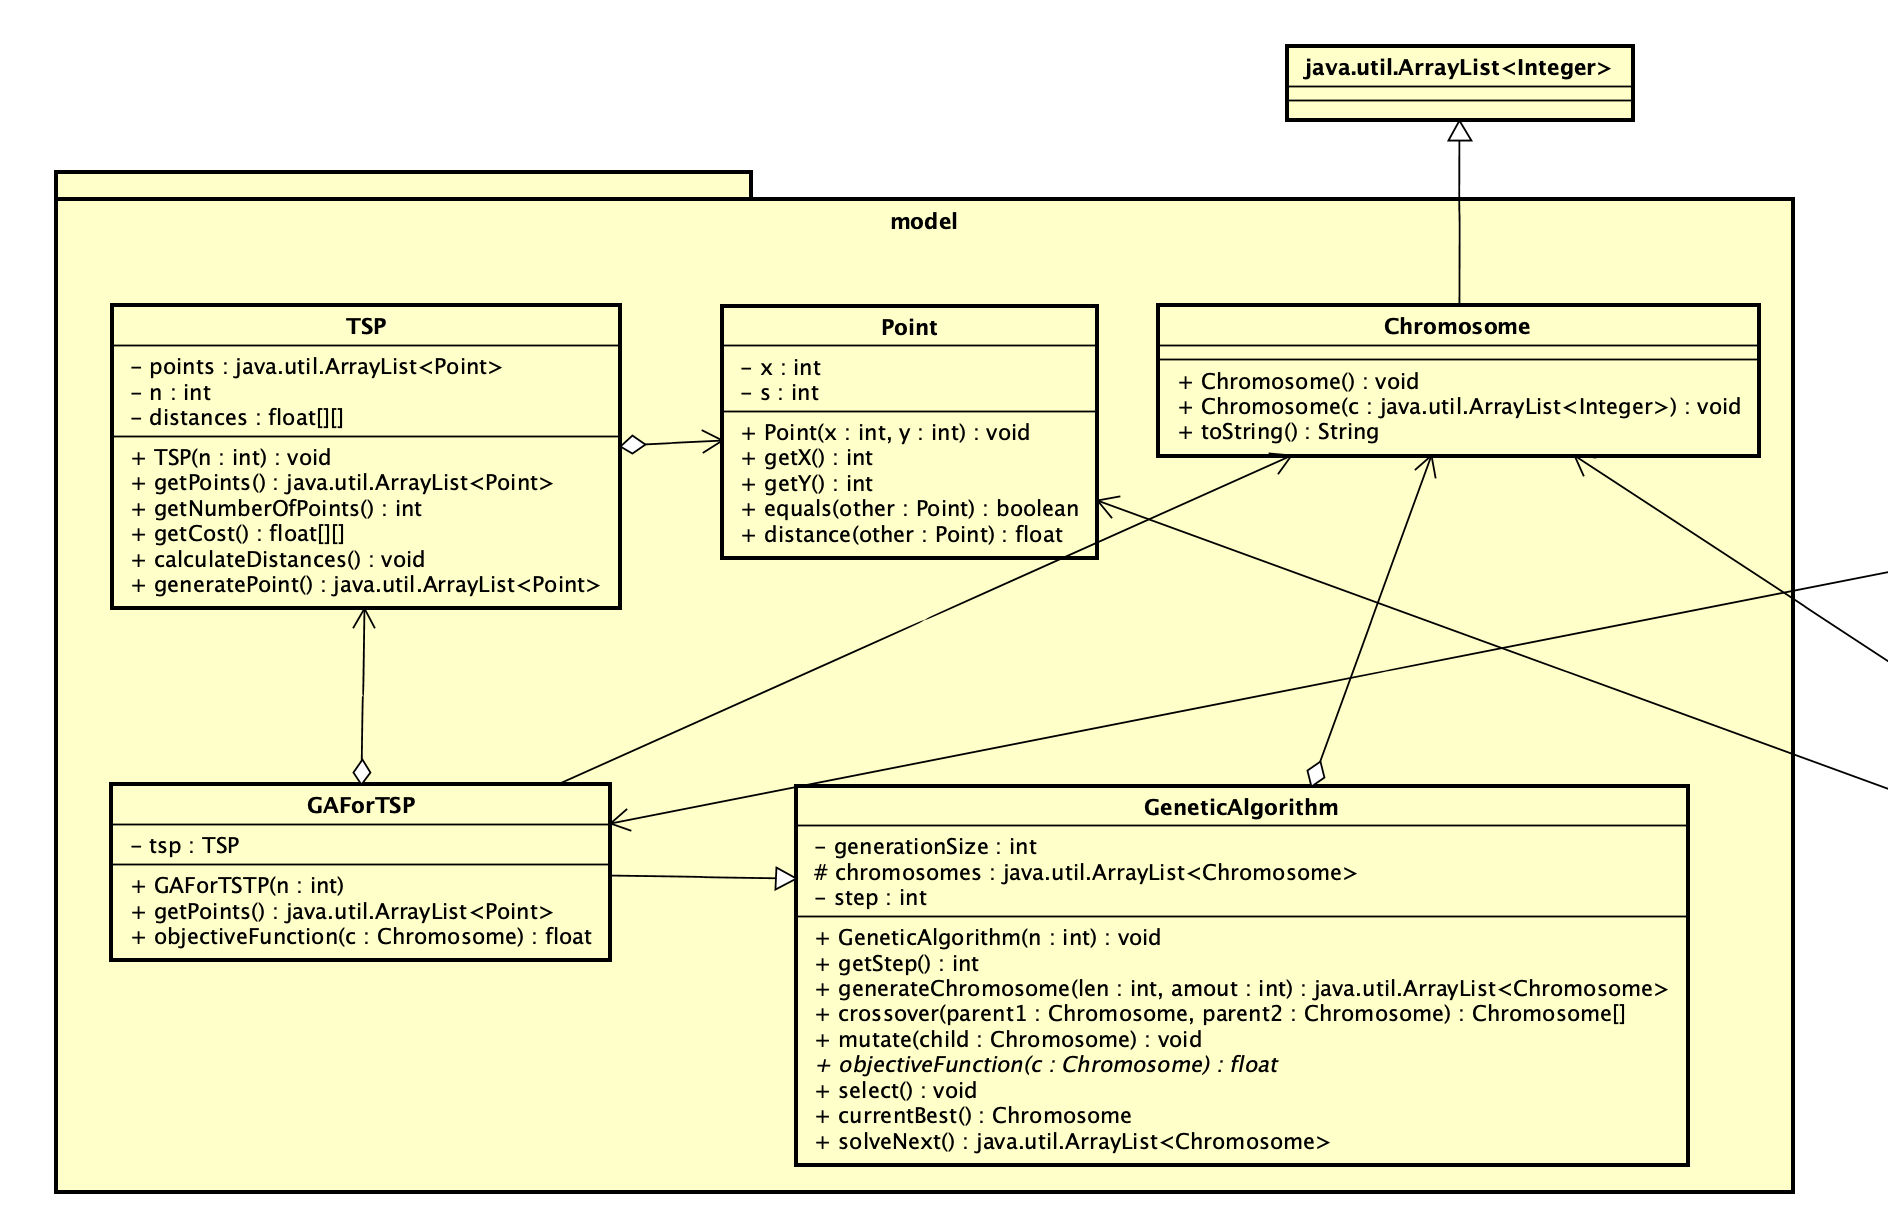 java.util.ArrayList<Integer>
model
TSP
– points : java.util.ArrayList<Point>
– n : int
– distances : float[][]
+ TSP(n : int) : void
+ getPoints() : java.util.ArrayList<Point>
+ getNumberOfPoints() : int
+ getCost() : float[][]
+ calculateDistances() : void
+ generatePoint() : java.util.ArrayList<Point>
Point
– x : int
– s : int
+ Point(x : int, y : int) : void
+ getX() : int
+ getY() : int
+ equals(other : Point) : boolean
+ distance(other : Point) : float
Chromosome
+ Chromosome() : void
+ Chromosome(c : java.util.ArrayList<Integer>) : void
+ toString() : String
GAForTSP
– tsp : TSP
+ GAForTSTP(n : int)
+ getPoints() : java.util.ArrayList<Point>
+ objectiveFunction(c : Chromosome) : float
GeneticAlgorithm
– generationSize : int
# chromosomes : java.util.ArrayList<Chromosome>
– step : int
+ GeneticAlgorithm(n : int) : void
+ getStep() : int
+ generateChromosome(len : int, amout : int) : java.util.ArrayList<Chromosome>
+ crossover(parent1 : Chromosome, parent2 : Chromosome) : Chromosome[]
+ mutate(child : Chromosome) : void
+ objectiveFunction(c : Chromosome) : float
+ select() : void
+ currentBest() : Chromosome
+ solveNext() : java.util.ArrayList<Chromosome>